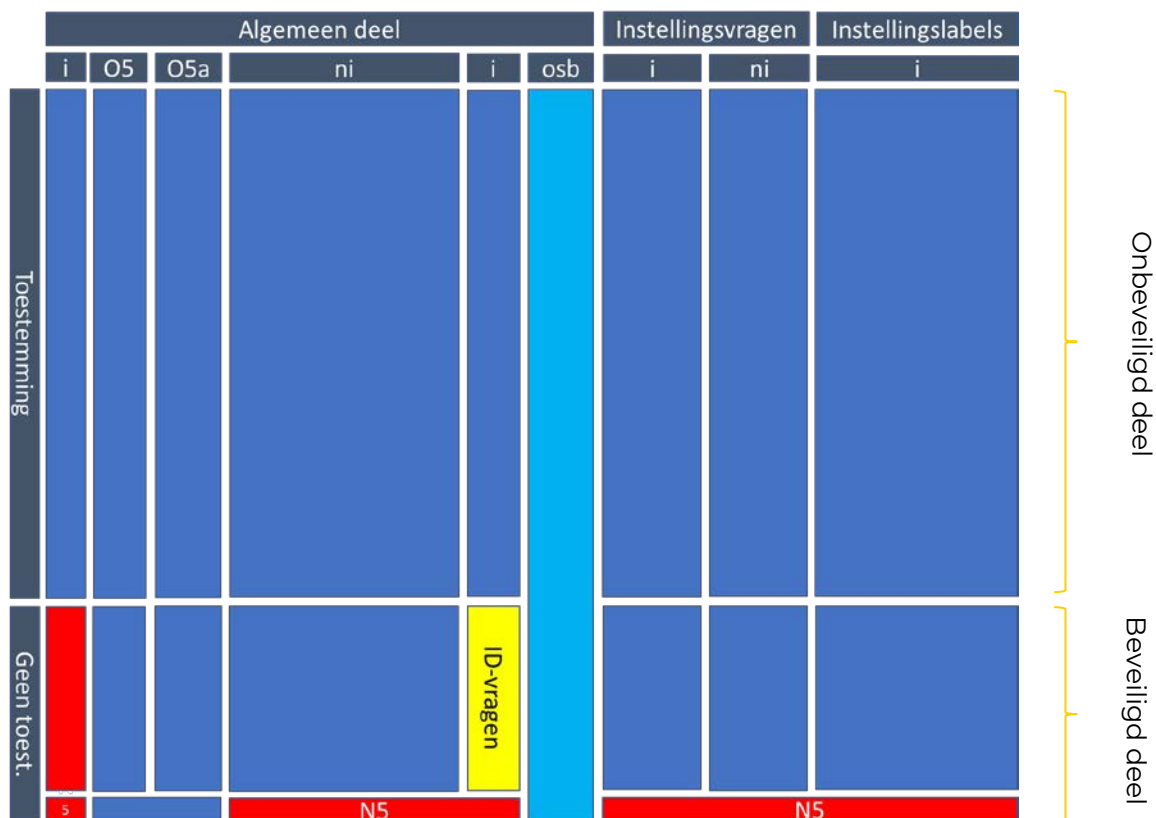 Algemeen deel
Instellingsvragen
Instellingslabels
i
O5
O5a
ni
i
osb
i
ni
i
Toestemming
Onbeveiligd deel
Geen toest.
ID-vragen
Beveiligd deel
5
N5
N5